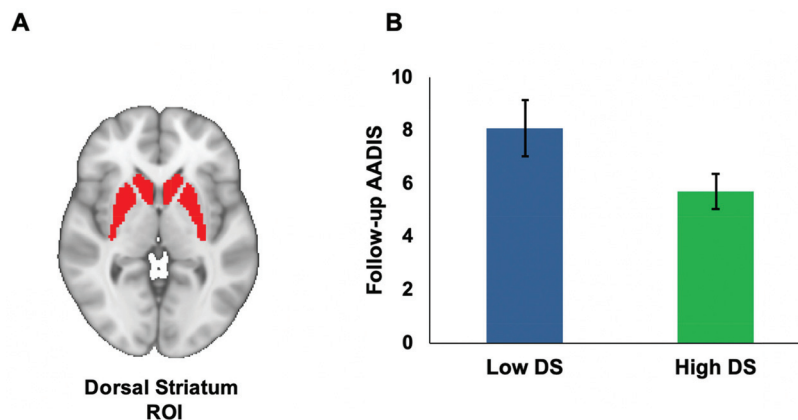 A
Dorsal Striatum
ROI
B
Follow-up AADIS
10
8
6
4
2
0
Low DS
High DS